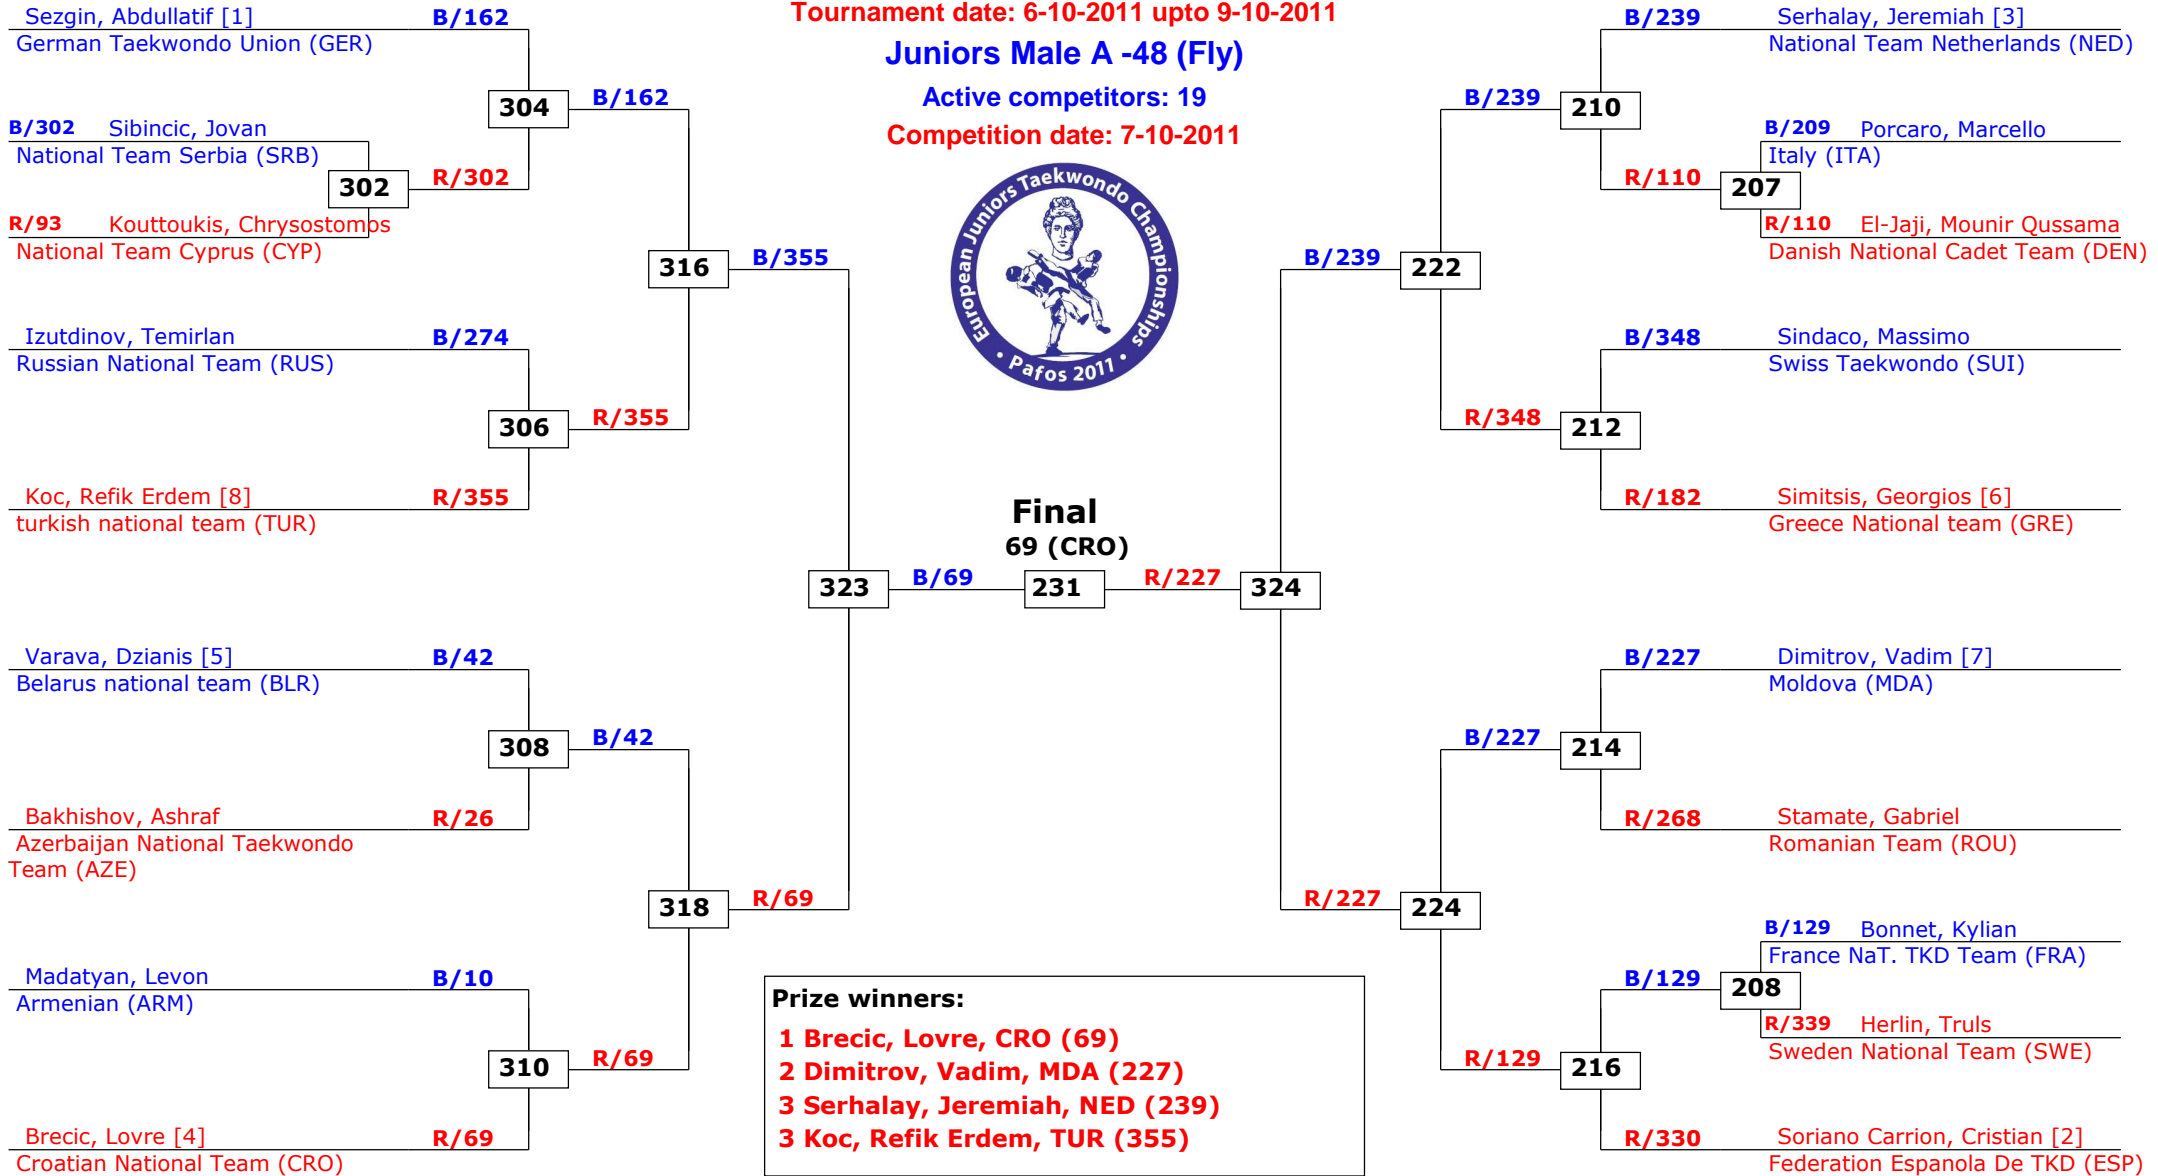 Tournament date: 6-10-2011 upto 9-10-2011
Juniors Male A -48 (Fly)
Active competitors: 19
Competition date: 7-10-2011
European Juniors Taekwondo Championships
• Pafos 2011 •
Sezgin, Abdullatif [1] B/162
German Taekwondo Union (GER)
304 B/162
B/302 Sibincic, Jovan
National Team Serbia (SRB)
302 R/302
R/93 Kouttoukis, Chrysostomos
National Team Cyprus (CYP)
316 B/355
Izutdinov, Temirlan B/274
Russian National Team (RUS)
306 R/355
Koc, Refik Erdem [8] R/355
turkish national team (TUR)
323 B/69
Varava, Dzianis [5] B/42
Belarus national team (BLR)
308 B/42
Bakhishov, Ashraf R/26
Azerbaijan National Taekwondo
Team (AZE)
318 R/69
Madatyan, Levon B/10
Armenian (ARM)
310 R/69
Brecic, Lovre [4] R/69
Croatian National Team (CRO)
Final
69 (CRO)
231
B/239 Serhalay, Jeremiah [3]
National Team Netherlands (NED)
B/239 210
B/209 Porcaro, Marcello
Italy (ITA)
R/110 207
R/110 El-Jaji, Mounir Qussama
Danish National Cadet Team (DEN)
B/239 222
B/348 Sindaco, Massimo
Swiss Taekwondo (SUI)
R/348 212
R/182 Simitsis, Georgios [6]
Greece National team (GRE)
R/227 324
B/227 Dimitrov, Vadim [7]
Moldova (MDA)
B/227 214
R/268 Stamate, Gabriel
Romanian Team (ROU)
R/227 224
B/129 Bonnet, Kylian
France NaT. TKD Team (FRA)
B/129 208
R/339 Herlin, Truls
Sweden National Team (SWE)
R/129 216
R/330 Soriano Carrion, Cristian [2]
Federation Espanola De TKD (ESP)
Prize winners:
1 Brecic, Lovre, CRO (69)
2 Dimitrov, Vadim, MDA (227)
3 Serhalay, Jeremiah, NED (239)
3 Koc, Refik Erdem, TUR (355)